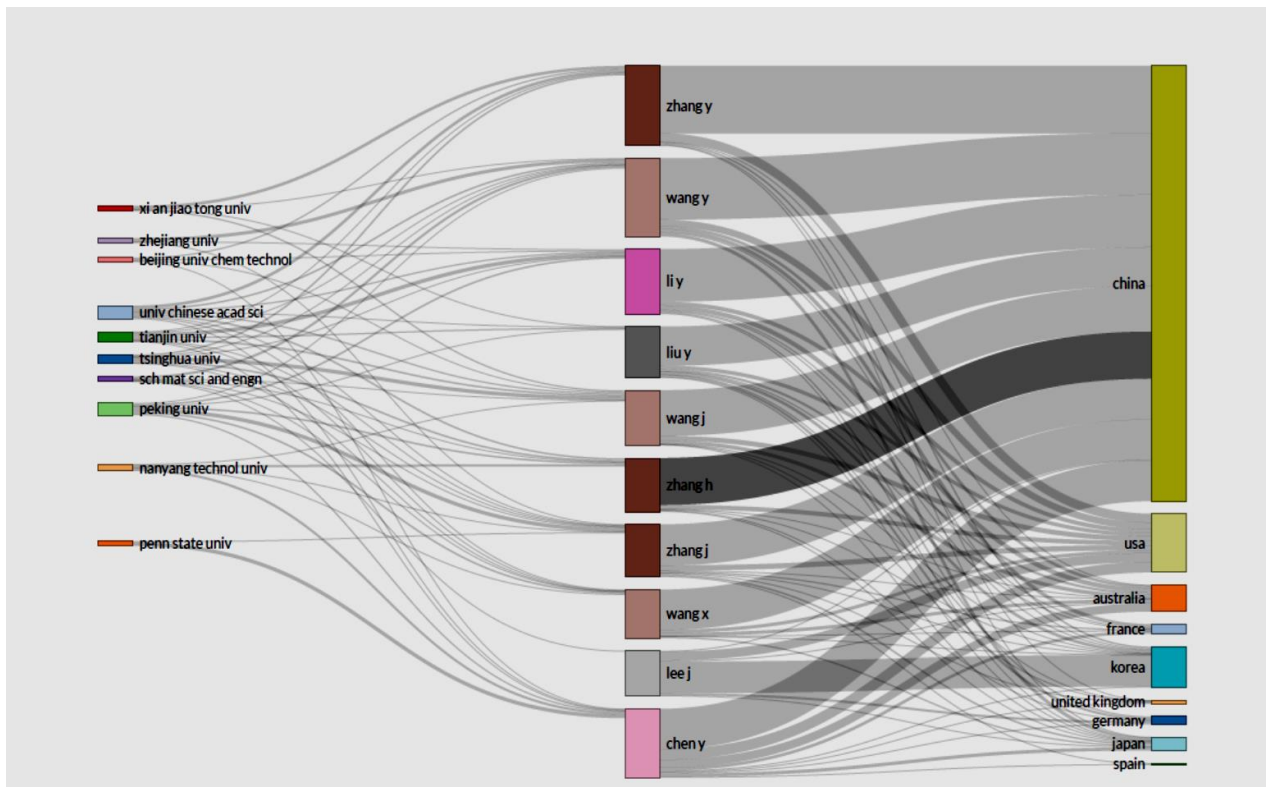 xi an jiao tong univ
zhejiang univ
beijing univ chem technol
univ chinese acad sci
tianjin univ
tsinghua univ
sch mat sci and engn
peking univ
nanyang technol univ
penn state univ
zhang y
wang y
li y
liu y
wang j
zhang h
zhang j
wang x
lee j
chen y
china
usa
australia
france
korea
united kingdom
germany
japan
spain